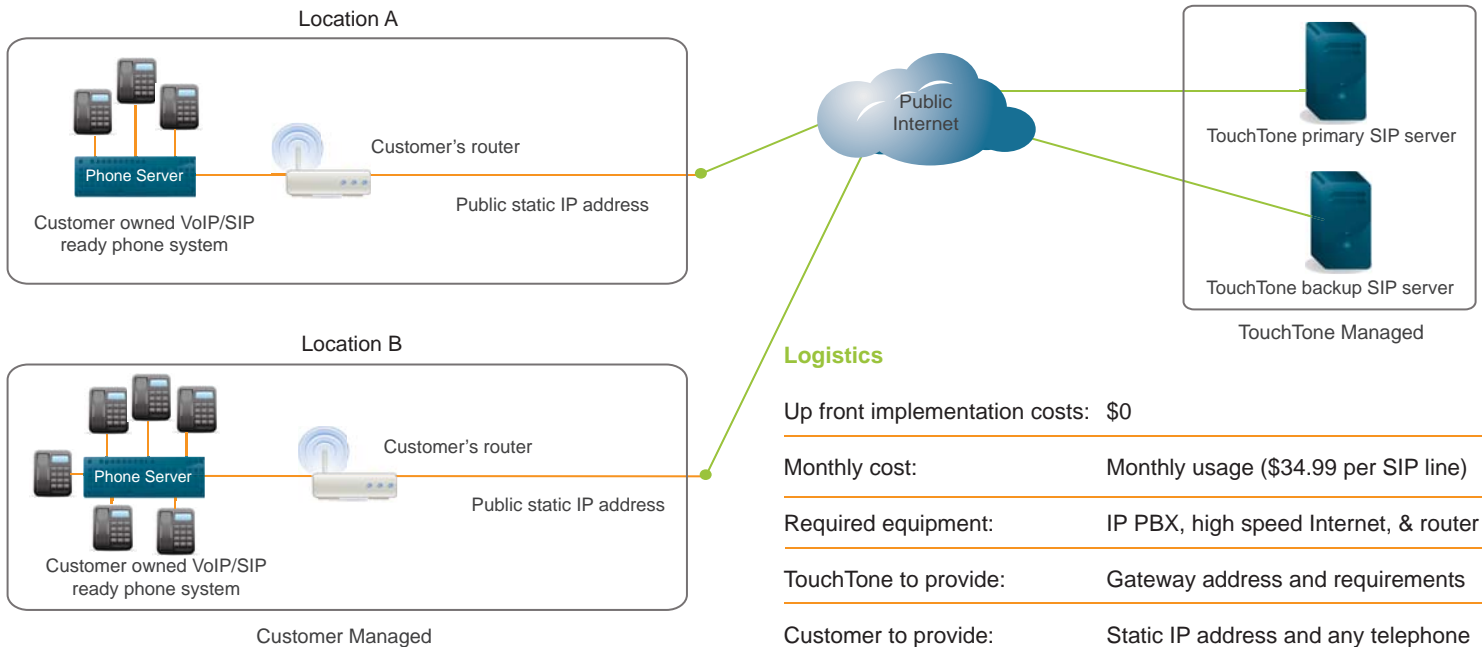 Location A
Phone Server
Customer owned VoIP/SIP
ready phone system
Customer's router
Public static IP address
Public
Internet
TouchTone primary SIP server
TouchTone backup SIP server
TouchTone Managed
Location B
Phone Server
Customer owned VoIP/SIP
ready phone system
Customer's router
Public static IP address
Customer Managed
Logistics
Up front implementation costs: $0
Monthly cost: Monthly usage ($34.99 per SIP line)
Required equipment: IP PBX, high speed Internet, & router
TouchTone to provide: Gateway address and requirements
Customer to provide: Static IP address and any telephone